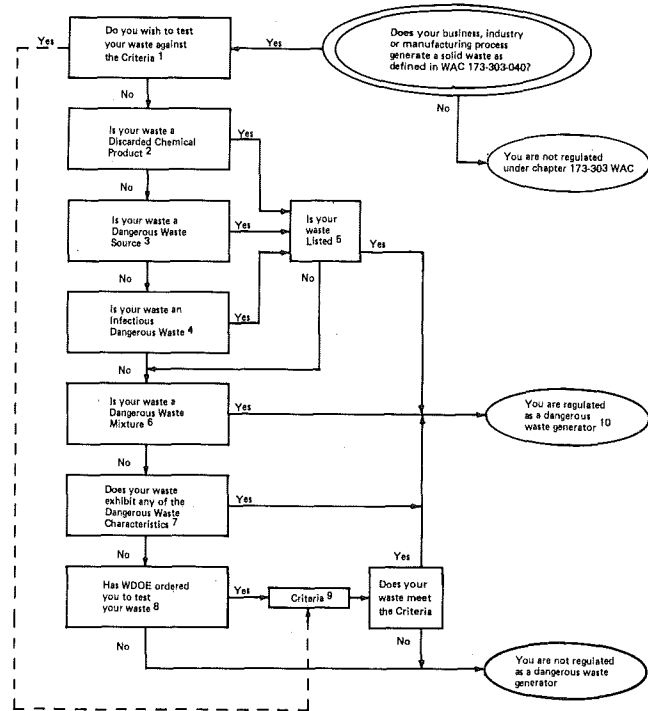 Yes
Do you wish to test
your waste against
the Criteria 1
Yes
Does your business, industry
or manufacturing process
generate a solid waste as
defined in WAC 173-303-040?
No
No
You are not regulated
under chapter 173-303 WAC
Is your waste a
Discarded Chemical
Product 2
Yes
No
Is your waste a
Dangerous Waste
Source 3
Yes
Is your
waste
Listed 5
Yes
No
No
Is your waste an
Infectious
Dangerous Waste 4
Yes
No
Is your waste a
Dangerous Waste
Mixture 6
Yes
You are regulated
as a dangerous
waste generator 10
No
Does your waste
exhibit any of the
Dangerous Waste
Characteristics 7
Yes
No
Yes
Has WDOE ordered
you to test
your waste 8
Yes
Criteria 9
Does your
waste meet
the Criteria
No
No
You are not regulated
as a dangerous waste
generator